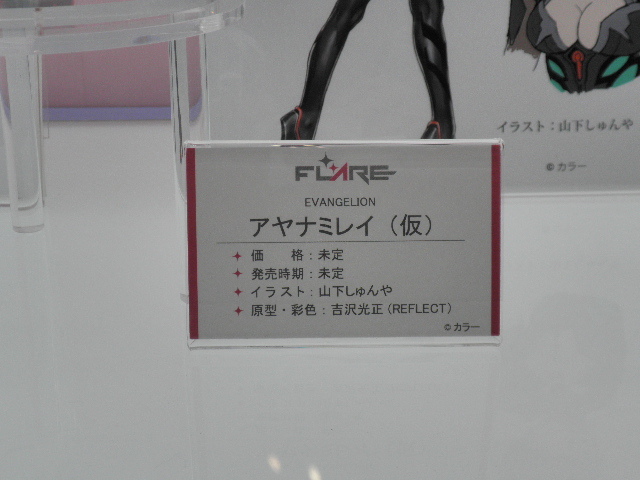 イラスト：山下しゅんや
©カラー
FLARE
EVANGELION
アヤナミレイ（仮）
価　　格：未定
発売時期：未定
イラスト：山下しゅんや
原型・彩色：吉沢光正（REFLECT）
©カラー